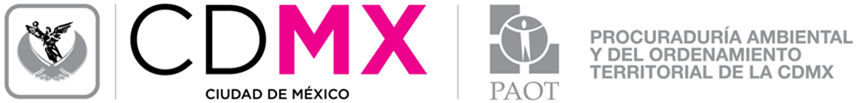 CDMX
CIUDAD DE MÉXICO
PAOT
PROCURADURÍA AMBIENTAL
Y DEL ORDENAMIENTO
TERRITORIAL DE LA CDMX